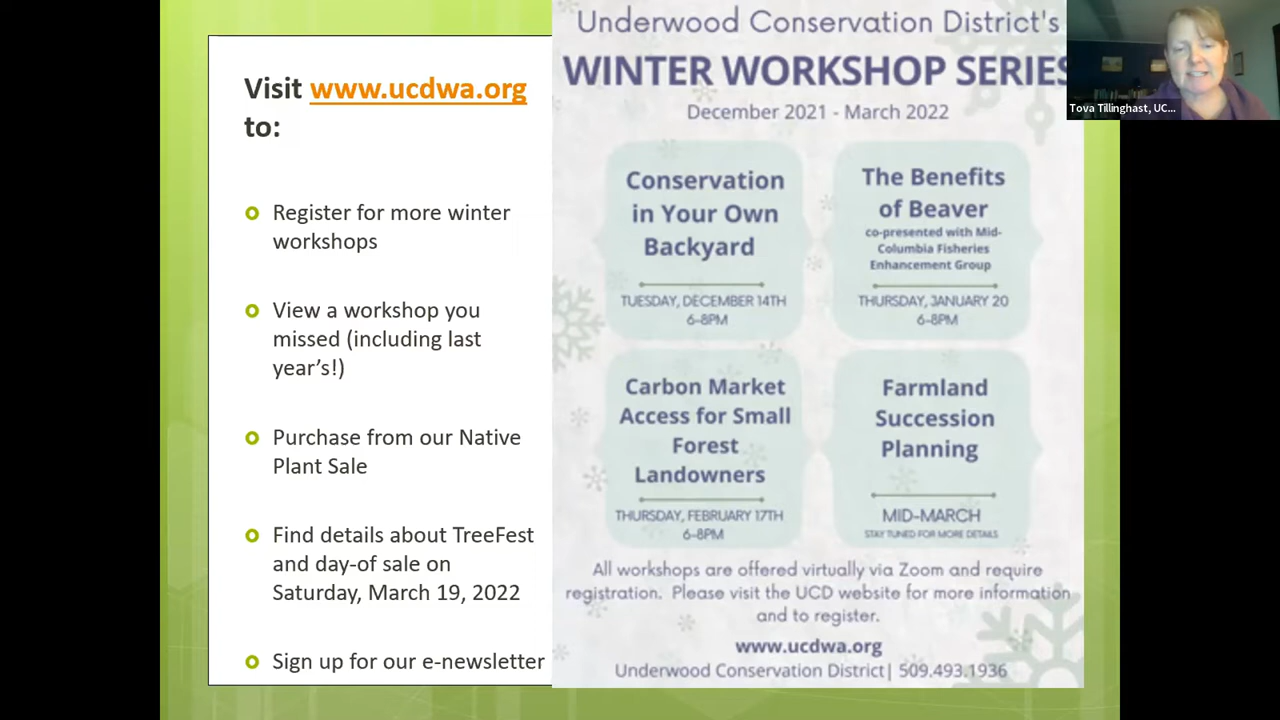 Visit www.ucdwa.org
to:
Register for more winter
workshops
View a workshop you
missed (including last
year's!)
Purchase from our Native
Plant Sale
Find details about TreeFest
and day-of sale on
Saturday, March 19, 2022
Sign up for our e-newsletter
Underwood Conservation District's
WINTER WORKSHOP SERIES
December 2021 - March 2022
Conservation
in Your Own
Backyard
TUESDAY, DECEMBER 14TH
6-8PM
The Benefits
of Beaver
co-presented with Mid-
Columbia Fisheries
Enhancement Group
THURSDAY, JANUARY 20
6-8PM
Carbon Market
Access for Small
Forest
Landowners
THURSDAY, FEBRUARY 17TH
6-8PM
Farmland
Succession
Planning
MID-MARCH
STAY TUNED FOR MORE DETAILS
All workshops are offered virtually via Zoom and require
registration. Please visit the UCD website for more information
and to register.
www.ucdwa.org
Underwood Conservation District| 509.493.1936
Tova Tillinghast, UC...